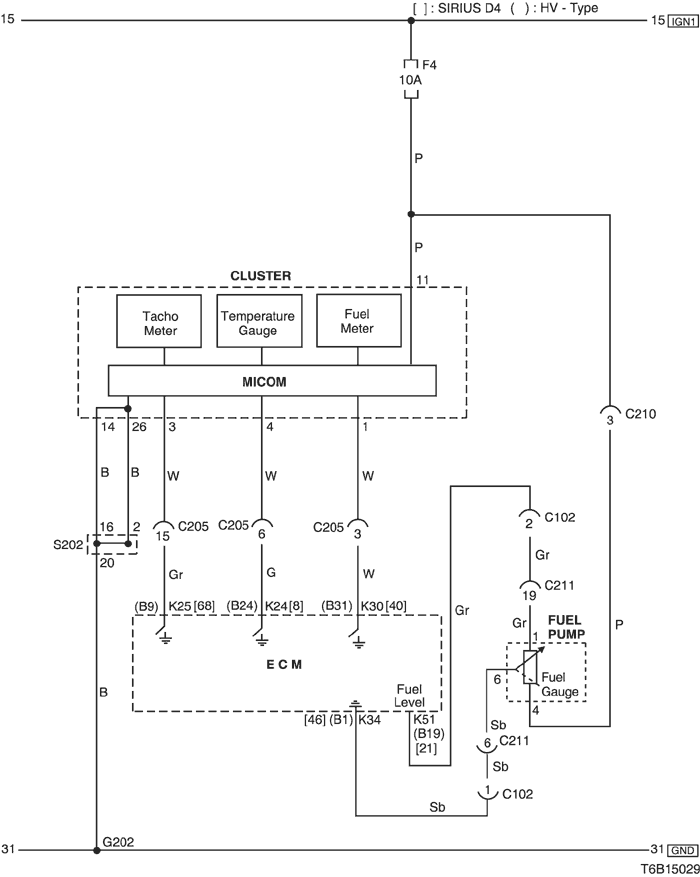 [ ] : SIRIUS D4 ( ) : HV - Type
15
15 IGN1
F4
10A
P
P
11
CLUSTER
Tacho
Meter
Temperature
Gauge
Fuel
Meter
MICOM
14 26 3 4 1
C210
3
B B W W W
16 2
S202
20
C205
15
C205
6
C205
3
C102
2
Gr
C211
19
Gr G W
Gr
Gr
P
(B9) K25 [68]
(B24) K24 [8]
(B31) K30 [40]
FUEL
PUMP
1
6
Fuel
Gauge
4
E C M
Fuel
Level
B
[46] (B1) K34
K51
(B19)
[21]
Sb
6 C211
Sb
1 C102
Sb
G202
31
31 GND
T6B15029